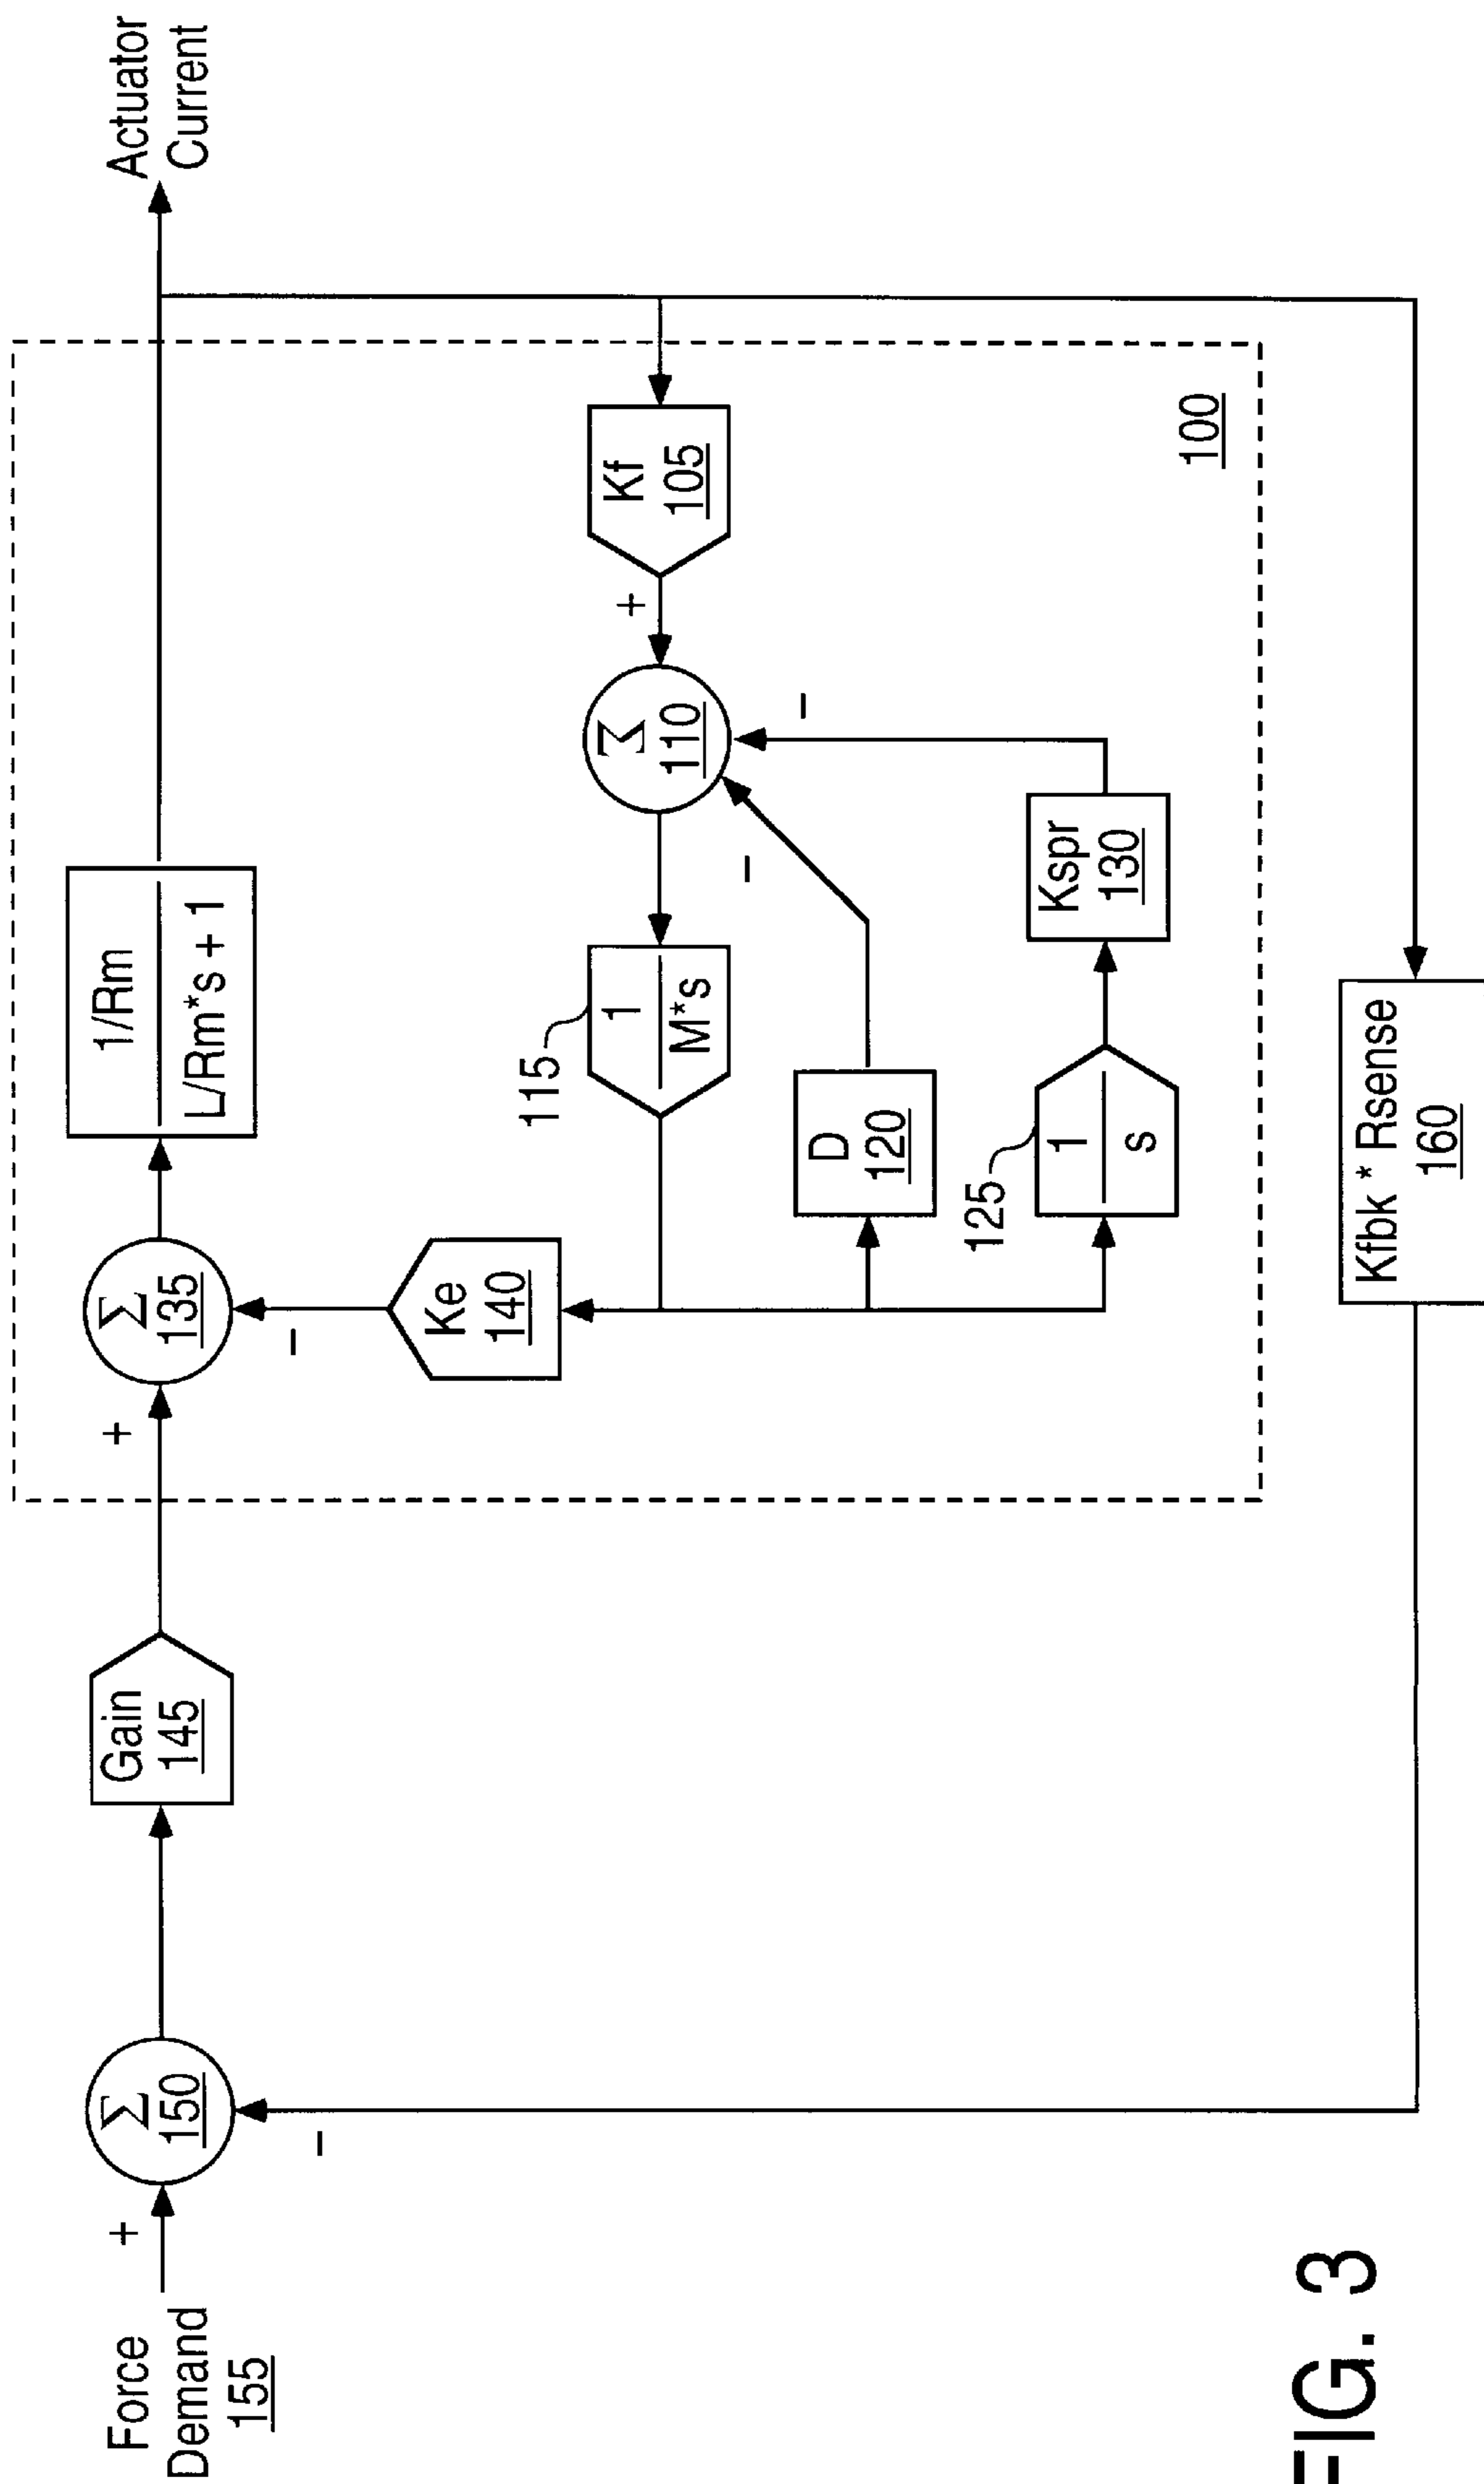 Force
Demand
155
+
−
Σ
150
Gain
145
+
−
Σ
135
1/Rm
L/Rm*s + 1
Actuator
Current
Ke
140
115
1
M*s
−
Σ
110
+
−
Kf
105
D
120
125
1
s
Kspr
130
100
Kfbk * Rsense
160
FIG. 3